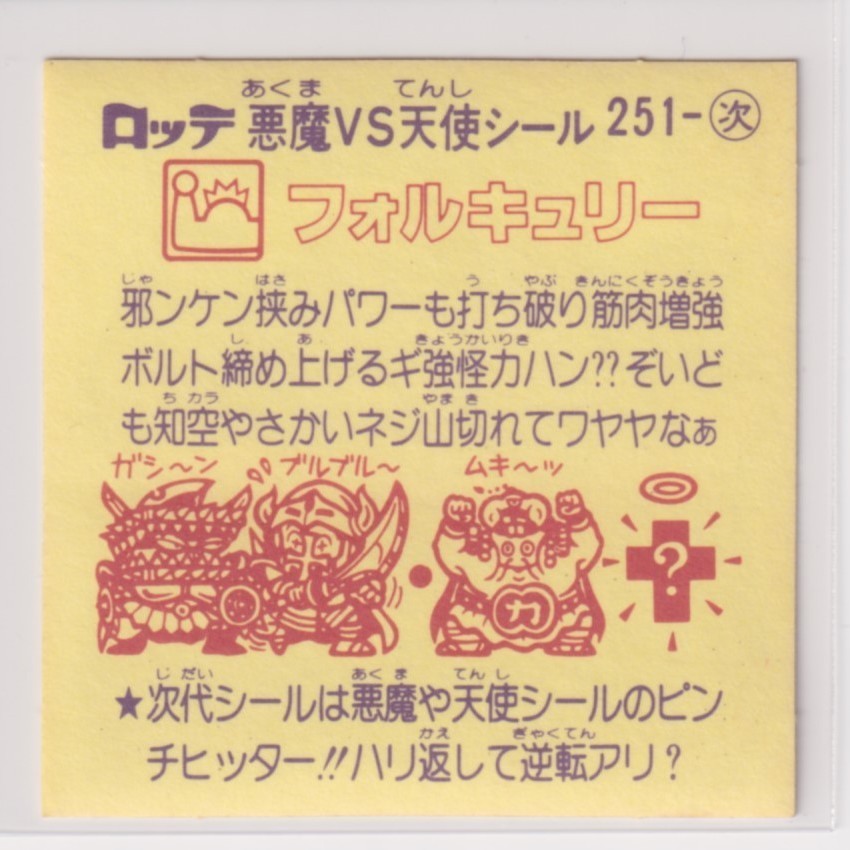 ロッテ 悪魔VS天使シール 251-次
あくま てんし
フォルキュリー
じゃ はさ う やぶ きんにくぞうきょう
邪ンケン挟みパワーも打ち破り筋肉増強
し あ きょうかいりき
ボルト締め上げるギ強怪力ハン??ぞいど
ち カラ やま き
も知空やさかいネジ山切れてワヤヤなぁ
ガシ〜ン ブルブル〜 ムキ〜ッ
力 ?
じだい あくま てんし
★次代シールは悪魔や天使シールのピン
かえ ぎゃくてん
チヒッター!!ハリ返して逆転アリ?